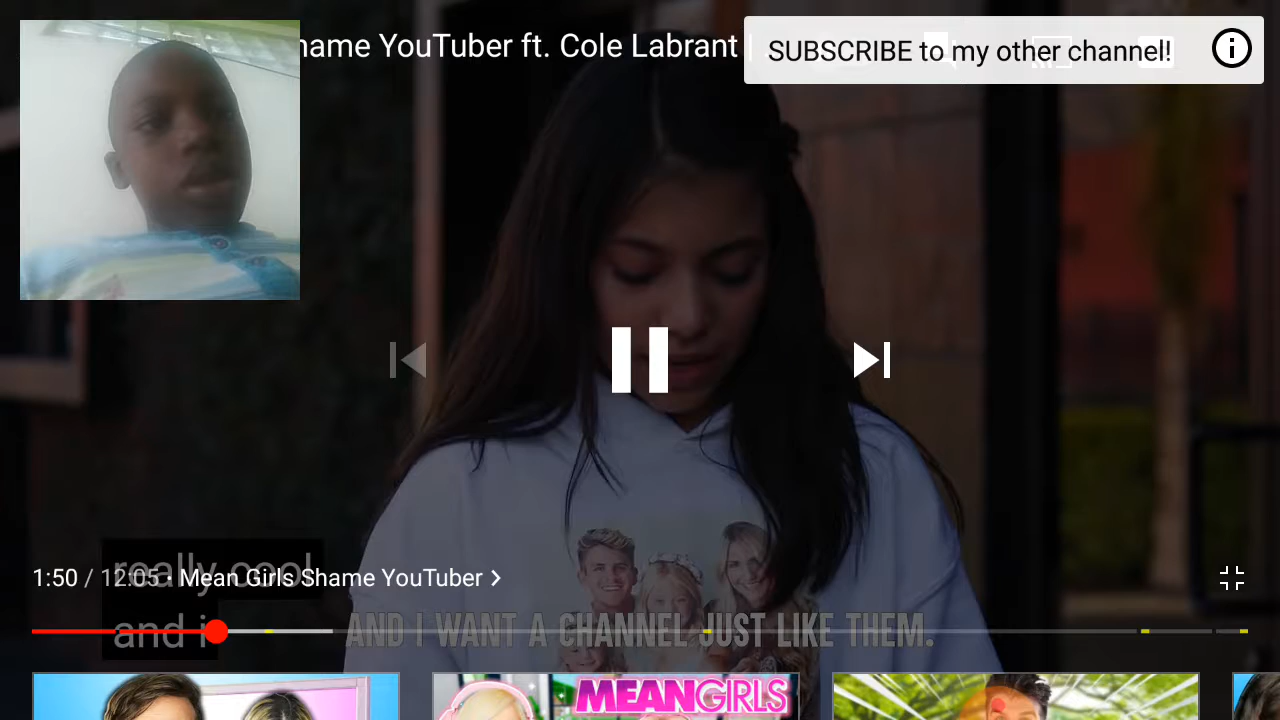 hame YouTuber ft. Cole Labrant | ...
SUBSCRIBE to my other channel!
really cool
1:50 / 12:05 · Mean Girls Shame YouTuber
and i
AND I WANT A CHANNEL JUST LIKE THEM.
MEANGIRLS